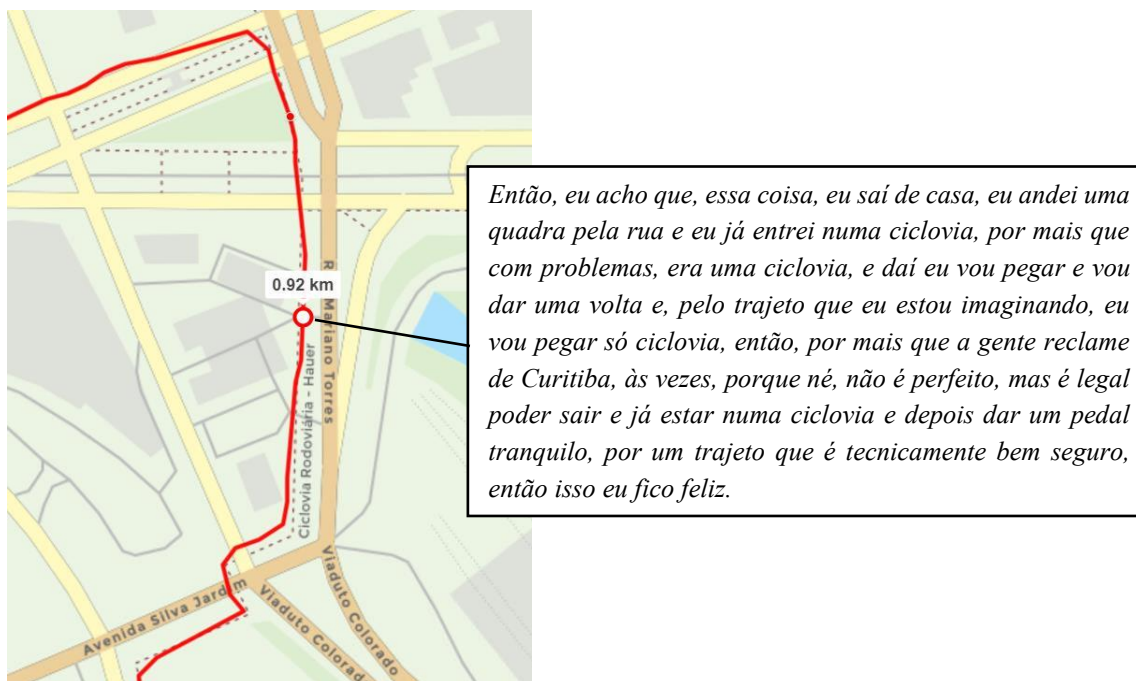 0.92 km
R. Mariano Torres
Ciclovia Rodoviária - Hauer
Avenida Silva Jardim
Viaduto Colorado
Viaduto Colorado
Então, eu acho que, essa coisa, eu saí de casa, eu andei uma
quadra pela rua e eu já entrei numa ciclovia, por mais que
com problemas, era uma ciclovia, e daí eu vou pegar e vou
dar uma volta e, pelo trajeto que eu estou imaginando, eu
vou pegar só ciclovia, então, por mais que a gente reclame
de Curitiba, às vezes, porque né, não é perfeito, mas é legal
poder sair e já estar numa ciclovia e depois dar um pedal
tranquilo, por um trajeto que é tecnicamente bem seguro,
então isso eu fico feliz.